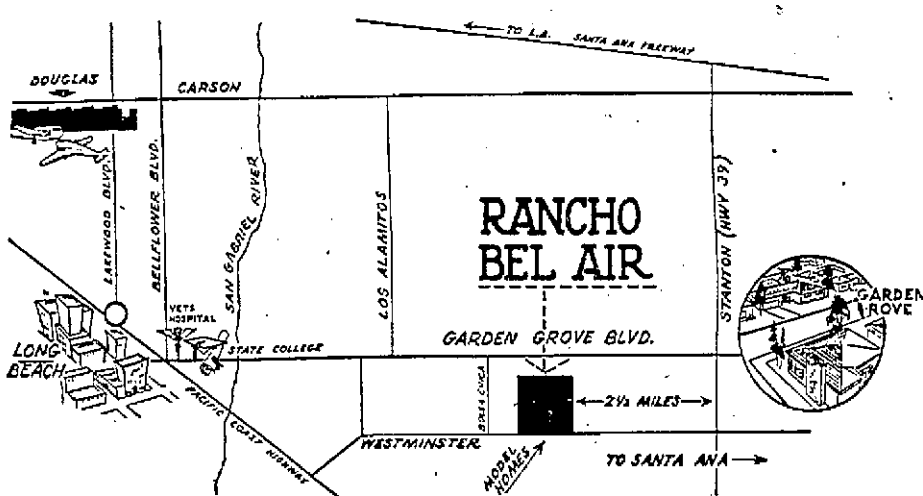 ← TO L.A. SANTA ANA FREEWAY
DOUGLAS
CARSON
LAKEWOOD BLVD.
BELLFLOWER BLVD.
SAN GABRIEL RIVER
LOS ALAMITOS
RANCHO
BEL AIR
STANTON (HWY 39)
GARDEN
GROVE
VETS
HOSPITAL
STATE COLLEGE
GARDEN GROVE BLVD.
LONG
BEACH
PACIFIC COAST HIGHWAY
BOLSA CHICA
← 2½ MILES →
WESTMINSTER
MODEL
HOMES
TO SANTA ANA →